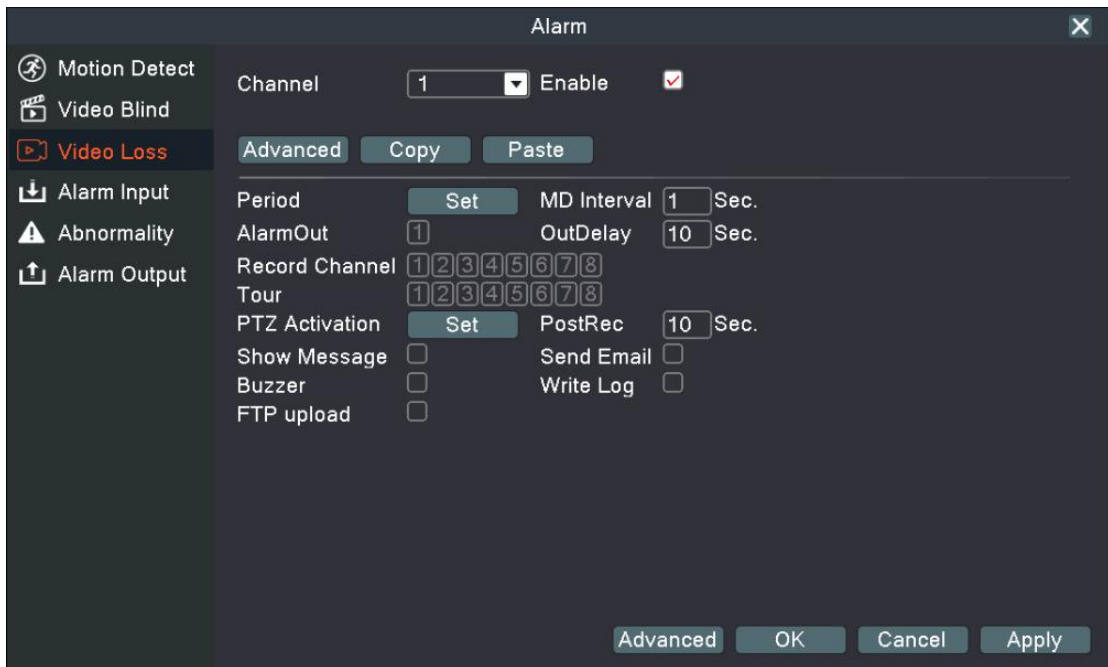 Alarm
Motion Detect
Video Blind
Video Loss
Alarm Input
Abnormality
Alarm Output
Channel 1 Enable
Advanced Copy Paste
Period Set MD Interval 1 Sec.
AlarmOut 1 OutDelay 10 Sec.
Record Channel 1 2 3 4 5 6 7 8
Tour 1 2 3 4 5 6 7 8
PTZ Activation Set PostRec 10 Sec.
Show Message Send Email
Buzzer Write Log
FTP upload
Advanced OK Cancel Apply